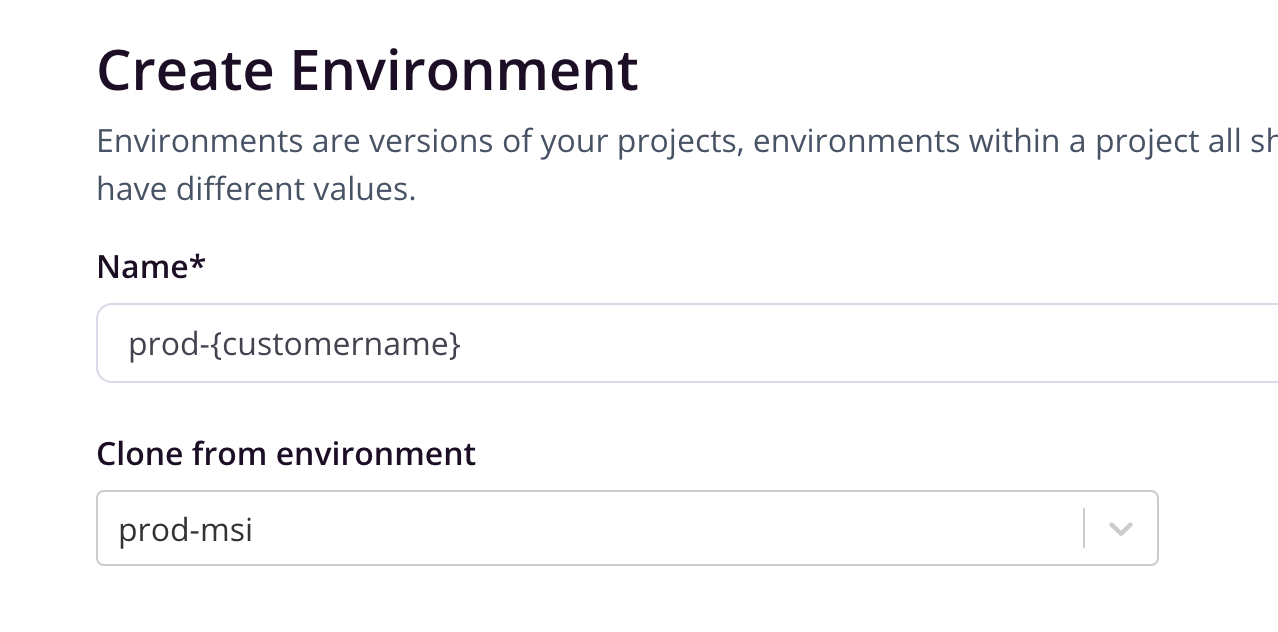 Create Environment
Environments are versions of your projects, environments within a project all
have different values.
Name*
prod-{customername}
Clone from environment
prod-msi